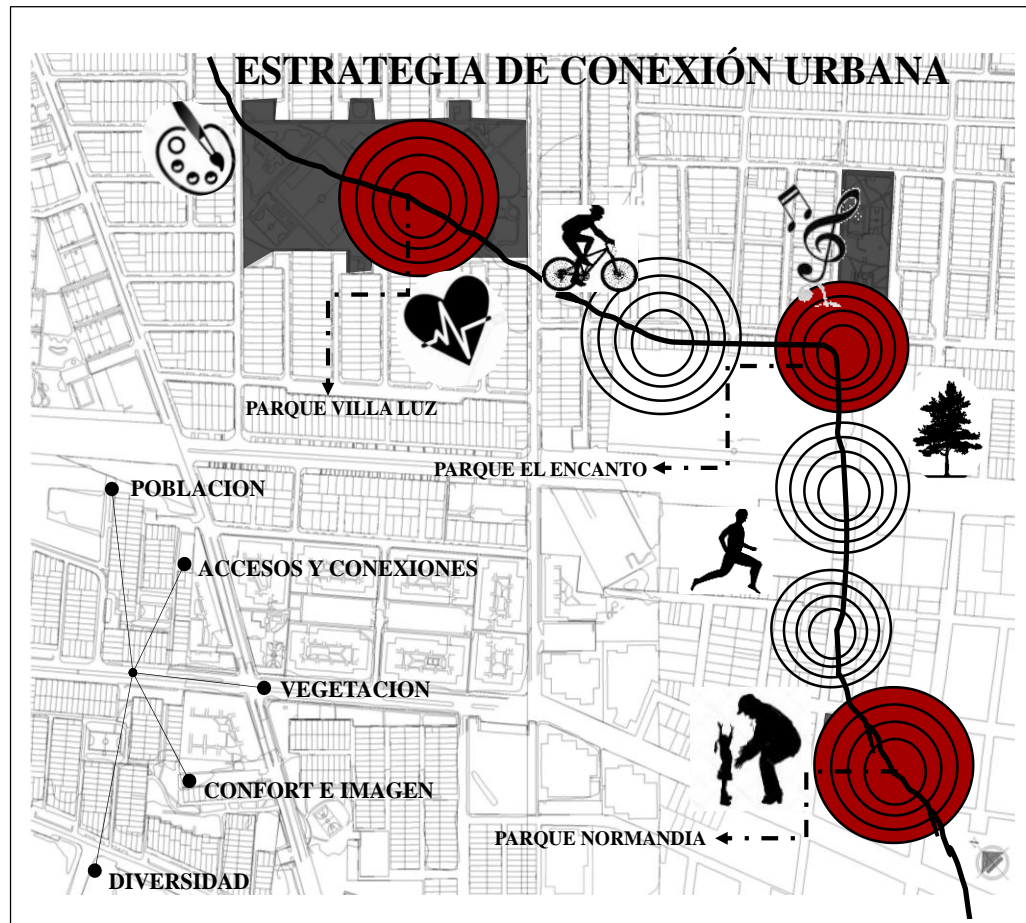 ESTRATEGIA DE CONEXIÓN URBANA
PARQUE VILLA LUZ
PARQUE EL ENCANTO
POBLACION
ACCESOS Y CONEXIONES
VEGETACION
CONFORT E IMAGEN
PARQUE NORMANDIA
DIVERSIDAD